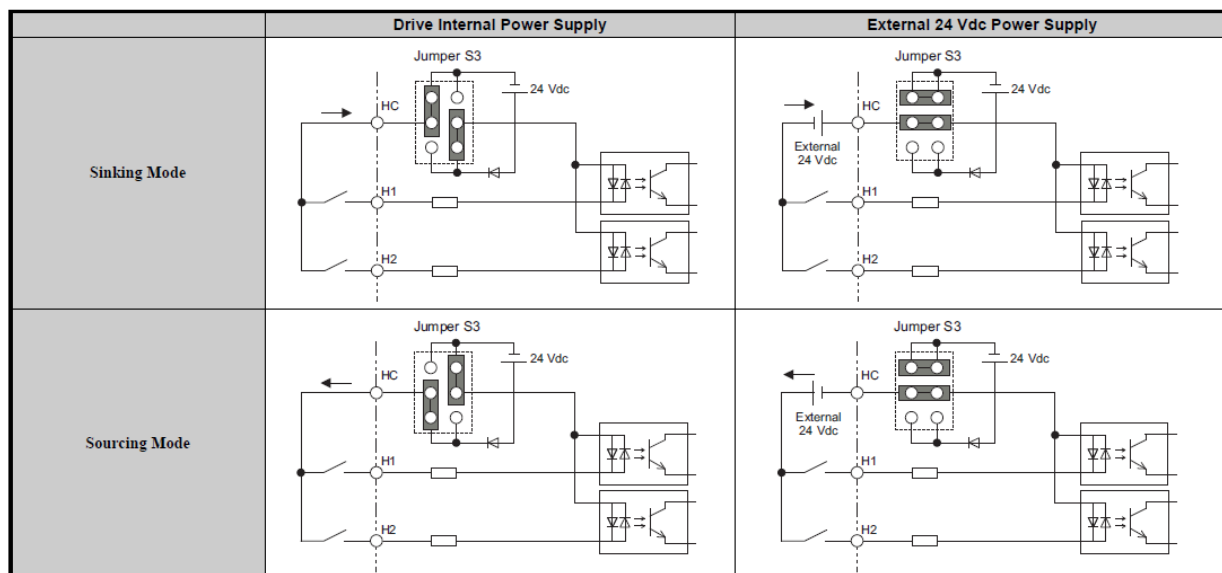 Drive Internal Power Supply
External 24 Vdc Power Supply
Sinking Mode
Jumper S3
24 Vdc
HC
H1
H2
Jumper S3
24 Vdc
HC
External
24 Vdc
H1
H2
Sourcing Mode
Jumper S3
24 Vdc
HC
H1
H2
Jumper S3
24 Vdc
HC
External
24 Vdc
H1
H2